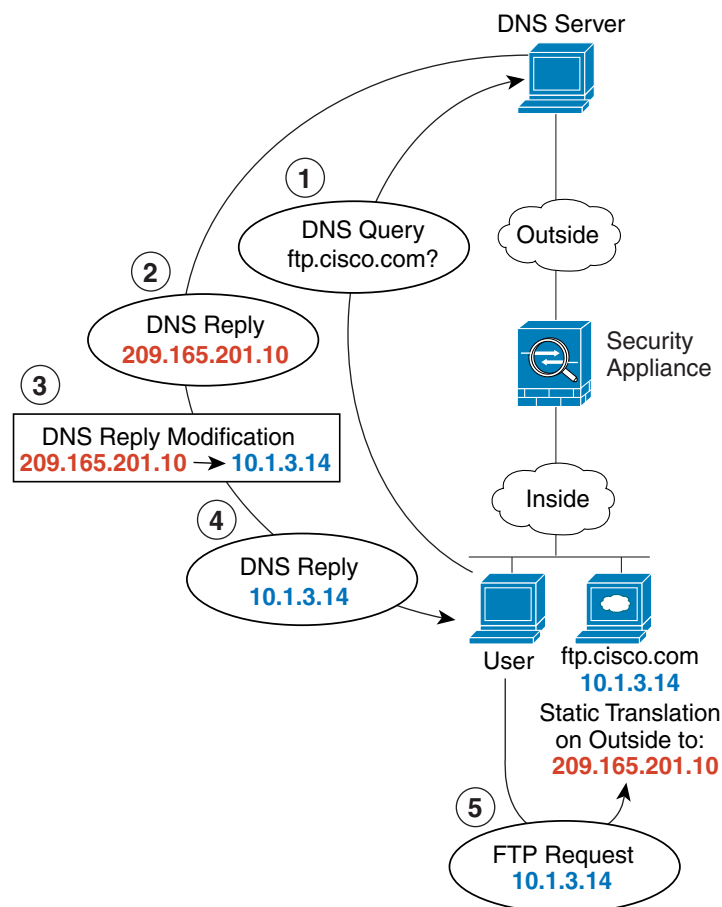 DNS Server
1
DNS Query
ftp.cisco.com?
Outside
2
DNS Reply
209.165.201.10
Security
Appliance
3
DNS Reply Modification
209.165.201.10 → 10.1.3.14
Inside
4
DNS Reply
10.1.3.14
User
ftp.cisco.com
10.1.3.14
Static Translation
on Outside to:
209.165.201.10
5
FTP Request
10.1.3.14